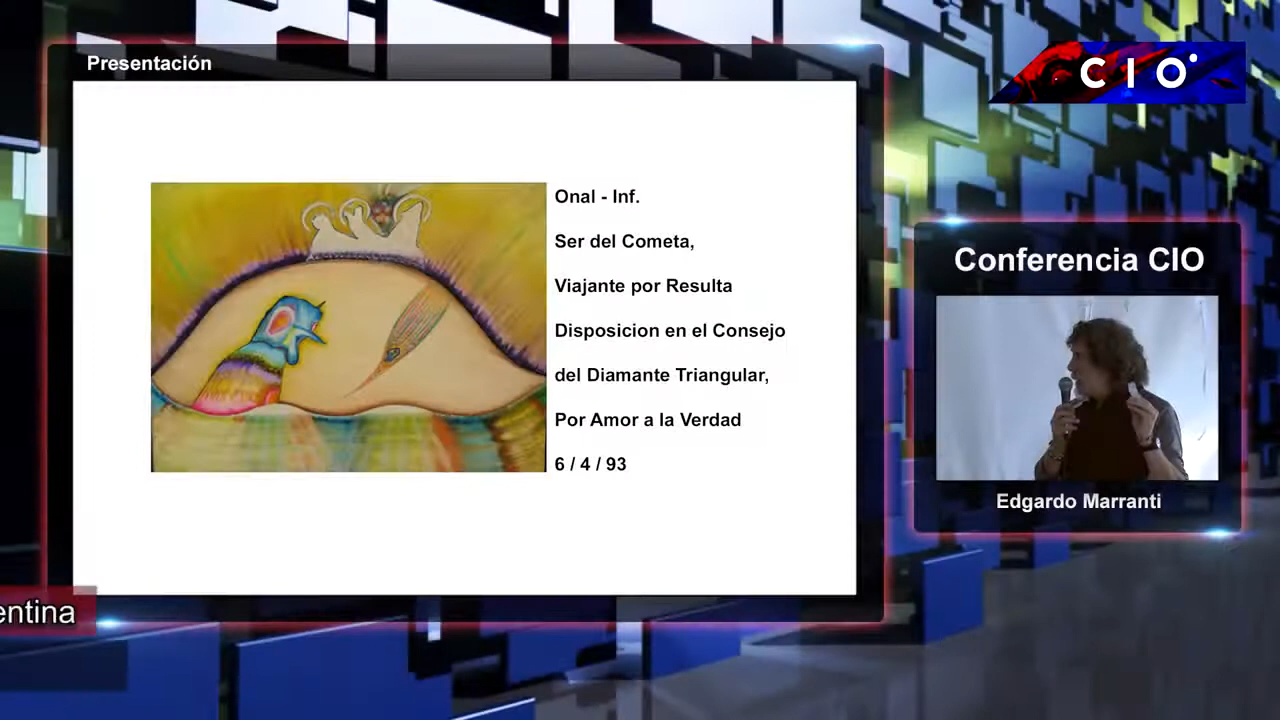 Presentación
CIO
Onal - Inf.
Ser del Cometa,
Viajante por Resulta
Disposicion en el Consejo
del Diamante Triangular,
Por Amor a la Verdad
6 / 4 / 93
Conferencia CIO
Edgardo Marranti
entina